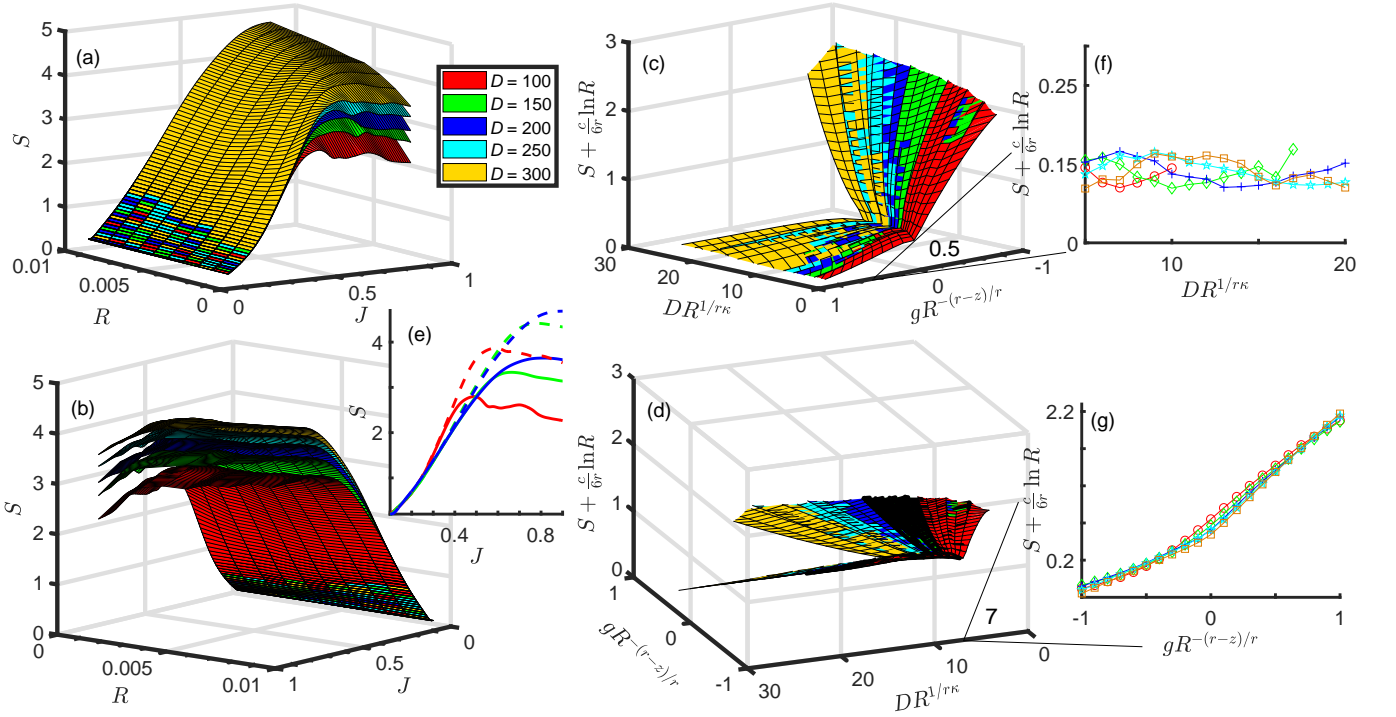 (a)
5
4
3
2
1
0
S
0.01
0.005
0
R
0
0.5
1
J
D = 100
D = 150
D = 200
D = 250
D = 300
(c)
3
2
1
0
S + c/6r lnR
30
20
10
0
DR^{1/rκ}
1
0
-1
gR^{-(r-z)/r}
0.5
(f)
0.25
0.15
0
S + c/6r lnR
10
20
DR^{1/rκ}
(b)
5
4
3
2
1
0
S
0
0.005
0.01
R
1
0.5
0
J
(e)
4
2
S
0.4
0.8
J
(d)
3
2
1
0
S + c/6r lnR
1
0
-1
gR^{-(r-z)/r}
30
20
10
0
DR^{1/rκ}
7
(g)
2.2
0.2
S + c/6r lnR
-1
0
1
gR^{-(r-z)/r}